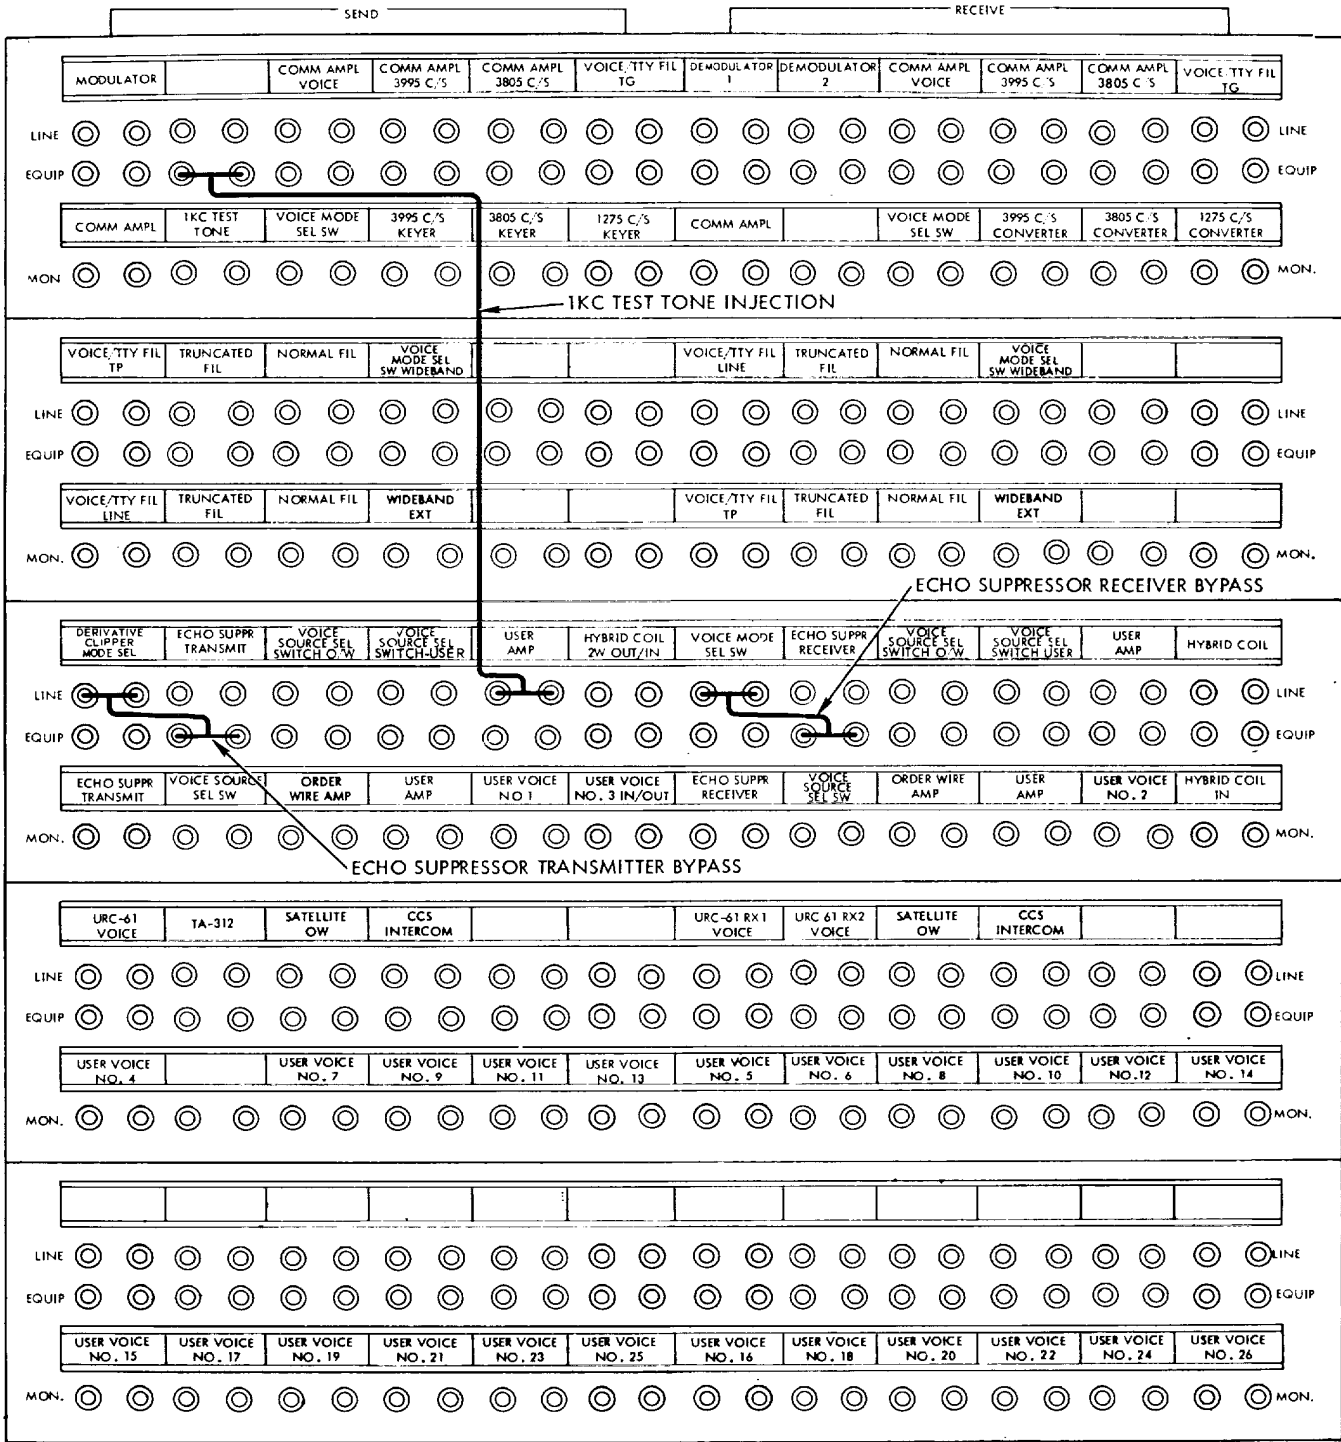 SEND RECEIVE
MODULATOR COMM AMPL VOICE COMM AMPL 3995 C/S COMM AMPL 3805 C/S VOICE/TTY FIL TG DEMODULATOR 1 DEMODULATOR 2 COMM AMPL VOICE COMM AMPL 3995 C/S COMM AMPL 3805 C/S VOICE/TTY FIL TG
LINE LINE
EQUIP EQUIP
COMM AMPL 1KC TEST TONE VOICE MODE SEL SW 3995 C/S KEYER 3805 C/S KEYER 1275 C/S KEYER COMM AMPL VOICE MODE SEL SW 3995 C/S CONVERTER 3805 C/S CONVERTER 1275 C/S CONVERTER
MON MON.
1KC TEST TONE INJECTION
VOICE/TTY FIL TP TRUNCATED FIL NORMAL FIL VOICE MODE SEL SW WIDEBAND VOICE/TTY FIL LINE TRUNCATED FIL NORMAL FIL VOICE MODE SEL SW WIDEBAND
LINE LINE
EQUIP EQUIP
VOICE/TTY FIL LINE TRUNCATED FIL NORMAL FIL WIDEBAND EXT VOICE/TTY FIL TP TRUNCATED FIL NORMAL FIL WIDEBAND EXT
MON. MON.
ECHO SUPPRESSOR RECEIVER BYPASS
DERIVATIVE CLIPPER MODE SEL ECHO SUPPR TRANSMIT VOICE SOURCE SEL SWITCH O/W VOICE SOURCE SEL SWITCH-USER USER AMP HYBRID COIL 2W OUT/IN VOICE MODE SEL SW ECHO SUPPR RECEIVER VOICE SOURCE SEL SWITCH O/W VOICE SOURCE SEL SWITCH USER USER AMP HYBRID COIL
LINE LINE
EQUIP EQUIP
ECHO SUPPR TRANSMIT VOICE SOURCE SEL SW ORDER WIRE AMP USER AMP USER VOICE NO 1 USER VOICE NO. 3 IN/OUT ECHO SUPPR RECEIVER VOICE SOURCE SEL SW ORDER WIRE AMP USER AMP USER VOICE NO. 2 HYBRID COIL IN
MON. MON.
ECHO SUPPRESSOR TRANSMITTER BYPASS
URC-61 VOICE TA-312 SATELLITE OW CCS INTERCOM URC-61 RX1 VOICE URC 61 RX2 VOICE SATELLITE OW CCS INTERCOM
LINE LINE
EQUIP EQUIP
USER VOICE NO. 4 USER VOICE NO. 7 USER VOICE NO. 9 USER VOICE NO. 11 USER VOICE NO. 13 USER VOICE NO. 5 USER VOICE NO. 6 USER VOICE NO. 8 USER VOICE NO. 10 USER VOICE NO. 12 USER VOICE NO. 14
MON. MON.
LINE LINE
EQUIP EQUIP
USER VOICE NO. 15 USER VOICE NO. 17 USER VOICE NO. 19 USER VOICE NO. 21 USER VOICE NO. 23 USER VOICE NO. 25 USER VOICE NO. 16 USER VOICE NO. 18 USER VOICE NO. 20 USER VOICE NO. 22 USER VOICE NO. 24 USER VOICE NO. 26
MON. MON.